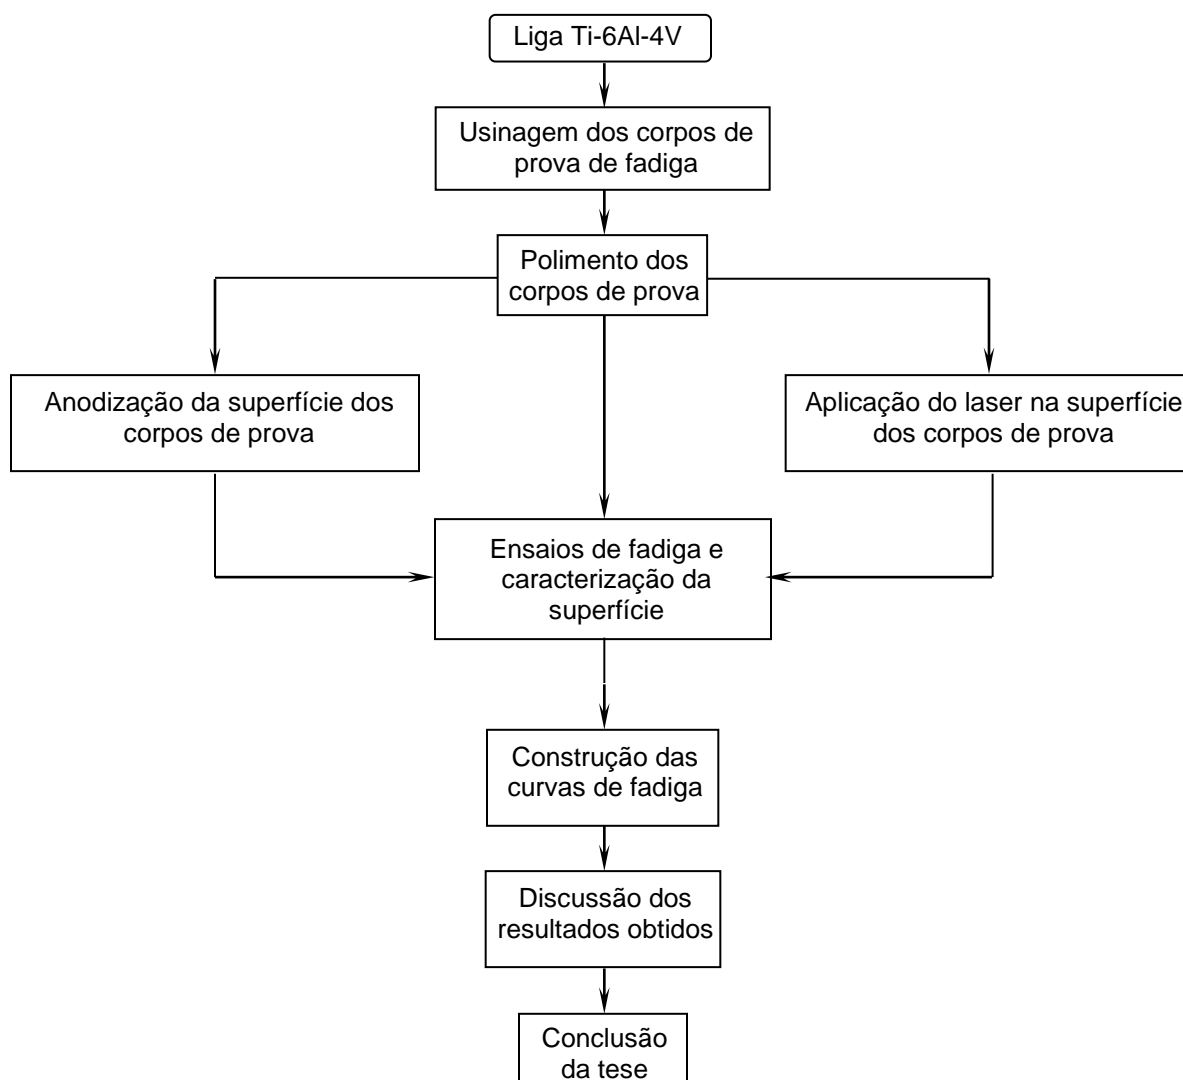 Liga Ti-6Al-4V
Usinagem dos corpos de
prova de fadiga
Polimento dos
corpos de prova
Anodização da superfície dos
corpos de prova
Aplicação do laser na superfície
dos corpos de prova
Ensaios de fadiga e
caracterização da
superfície
Construção das
curvas de fadiga
Discussão dos
resultados obtidos
Conclusão
da tese